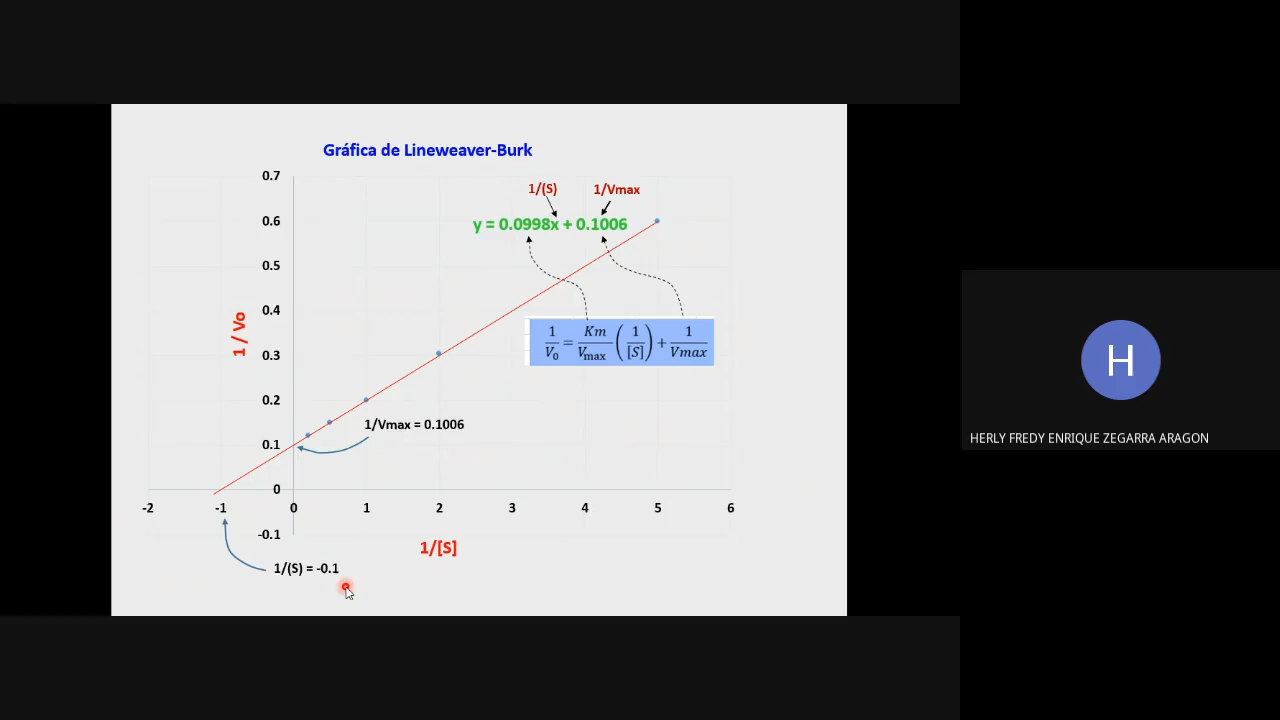 Gráfica de Lineweaver-Burk
0.7
0.6
0.5
0.4
0.3
0.2
0.1
0
-0.1
1 / Vo
1/(S) 1/Vmax
y = 0.0998x + 0.1006
1/V₀ = Km/Vmax (1/[S]) + 1/Vmax
1/Vmax = 0.1006
-2 -1 0 1 2 3 4 5 6
1/[S]
1/(S) = -0.1
H
HERLY FREDY ENRIQUE ZEGARRA ARAGON